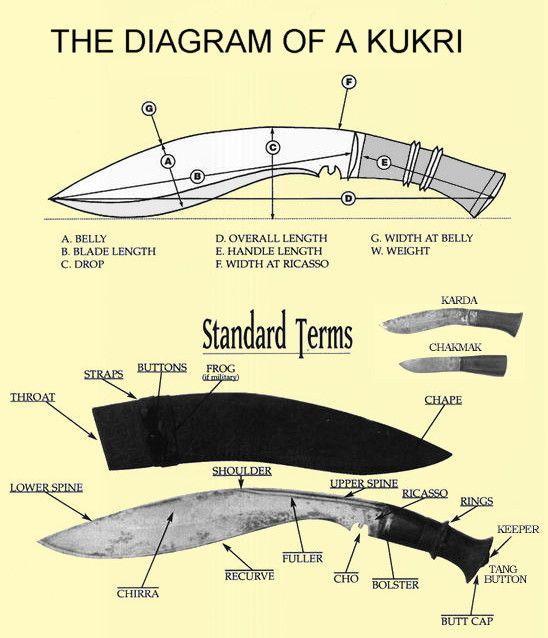 THE DIAGRAM OF A KUKRI
F
G
A
B
C
E
D
A. BELLY
B. BLADE LENGTH
C. DROP
D. OVERALL LENGTH
E. HANDLE LENGTH
F. WIDTH AT RICASSO
G. WIDTH AT BELLY
W. WEIGHT
Standard Terms
KARDA
CHAKMAK
STRAPS
BUTTONS
FROG
(if military)
THROAT
CHAPE
SHOULDER
LOWER SPINE
UPPER SPINE
RICASSO
RINGS
KEEPER
TANG
BUTTON
FULLER
RECURVE
CHO
BOLSTER
CHIRRA
BUTT CAP